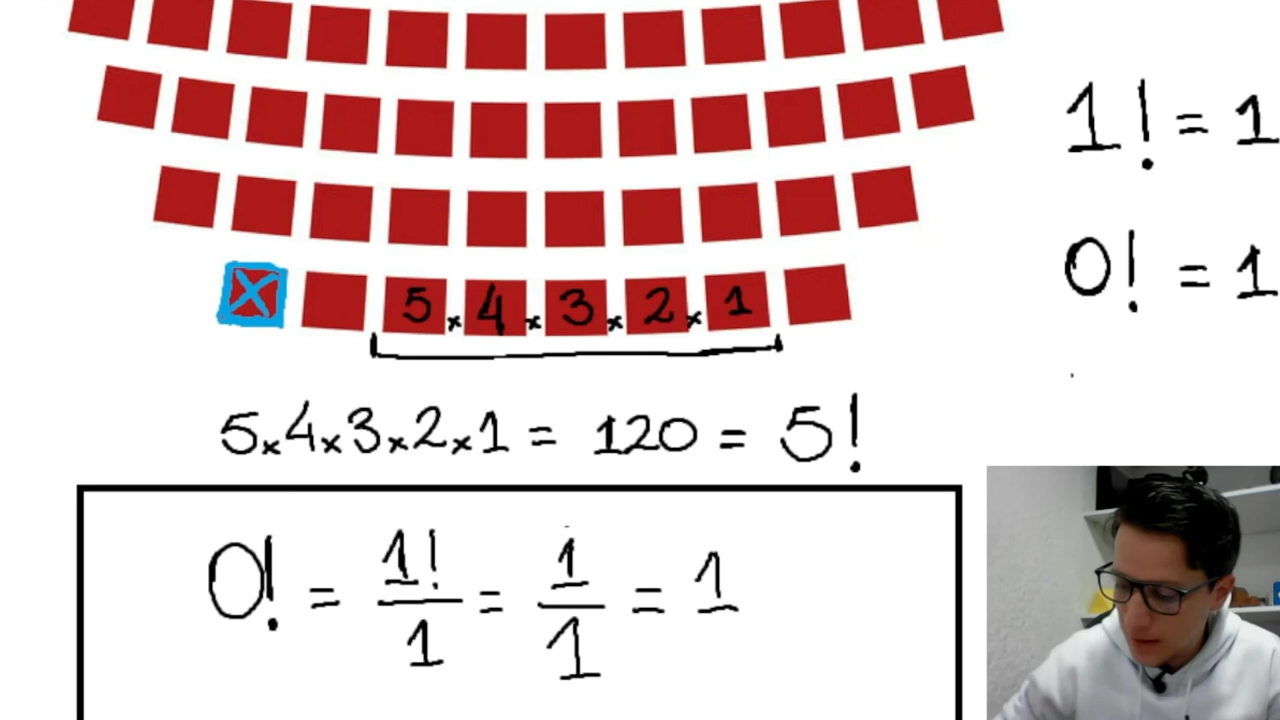 1! = 1
0! = 1
5 × 4 × 3 × 2 × 1
5 × 4 × 3 × 2 × 1 = 120 = 5!
0! = 1!/1 = 1/1 = 1